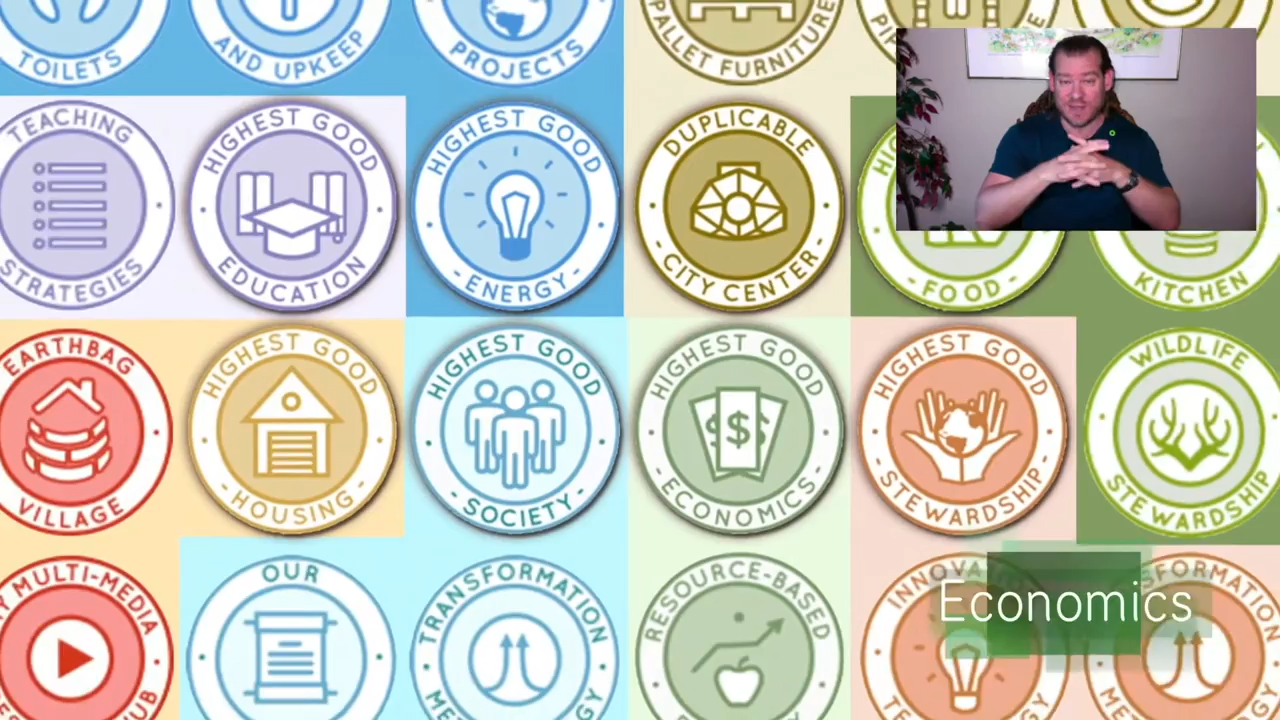 TOILETS
AND UPKEEP
PROJECTS
PALLET FURNITURE
TEACHING
STRATEGIES
HIGHEST GOOD
EDUCATION
HIGHEST GOOD
- ENERGY -
DUPLICABLE
- CITY CENTER -
- FOOD -
KITCHEN
EARTHBAG
VILLAGE
HIGHEST GOOD
- HOUSING -
HIGHEST GOOD
- SOCIETY -
HIGHEST GOOD
$$$
- ECONOMICS -
HIGHEST GOOD
- STEWARDSHIP -
WILDLIFE
STEWARDSHIP
MULTI-MEDIA
OUR
TRANSFORMATION
RESOURCE-BASED
Economics